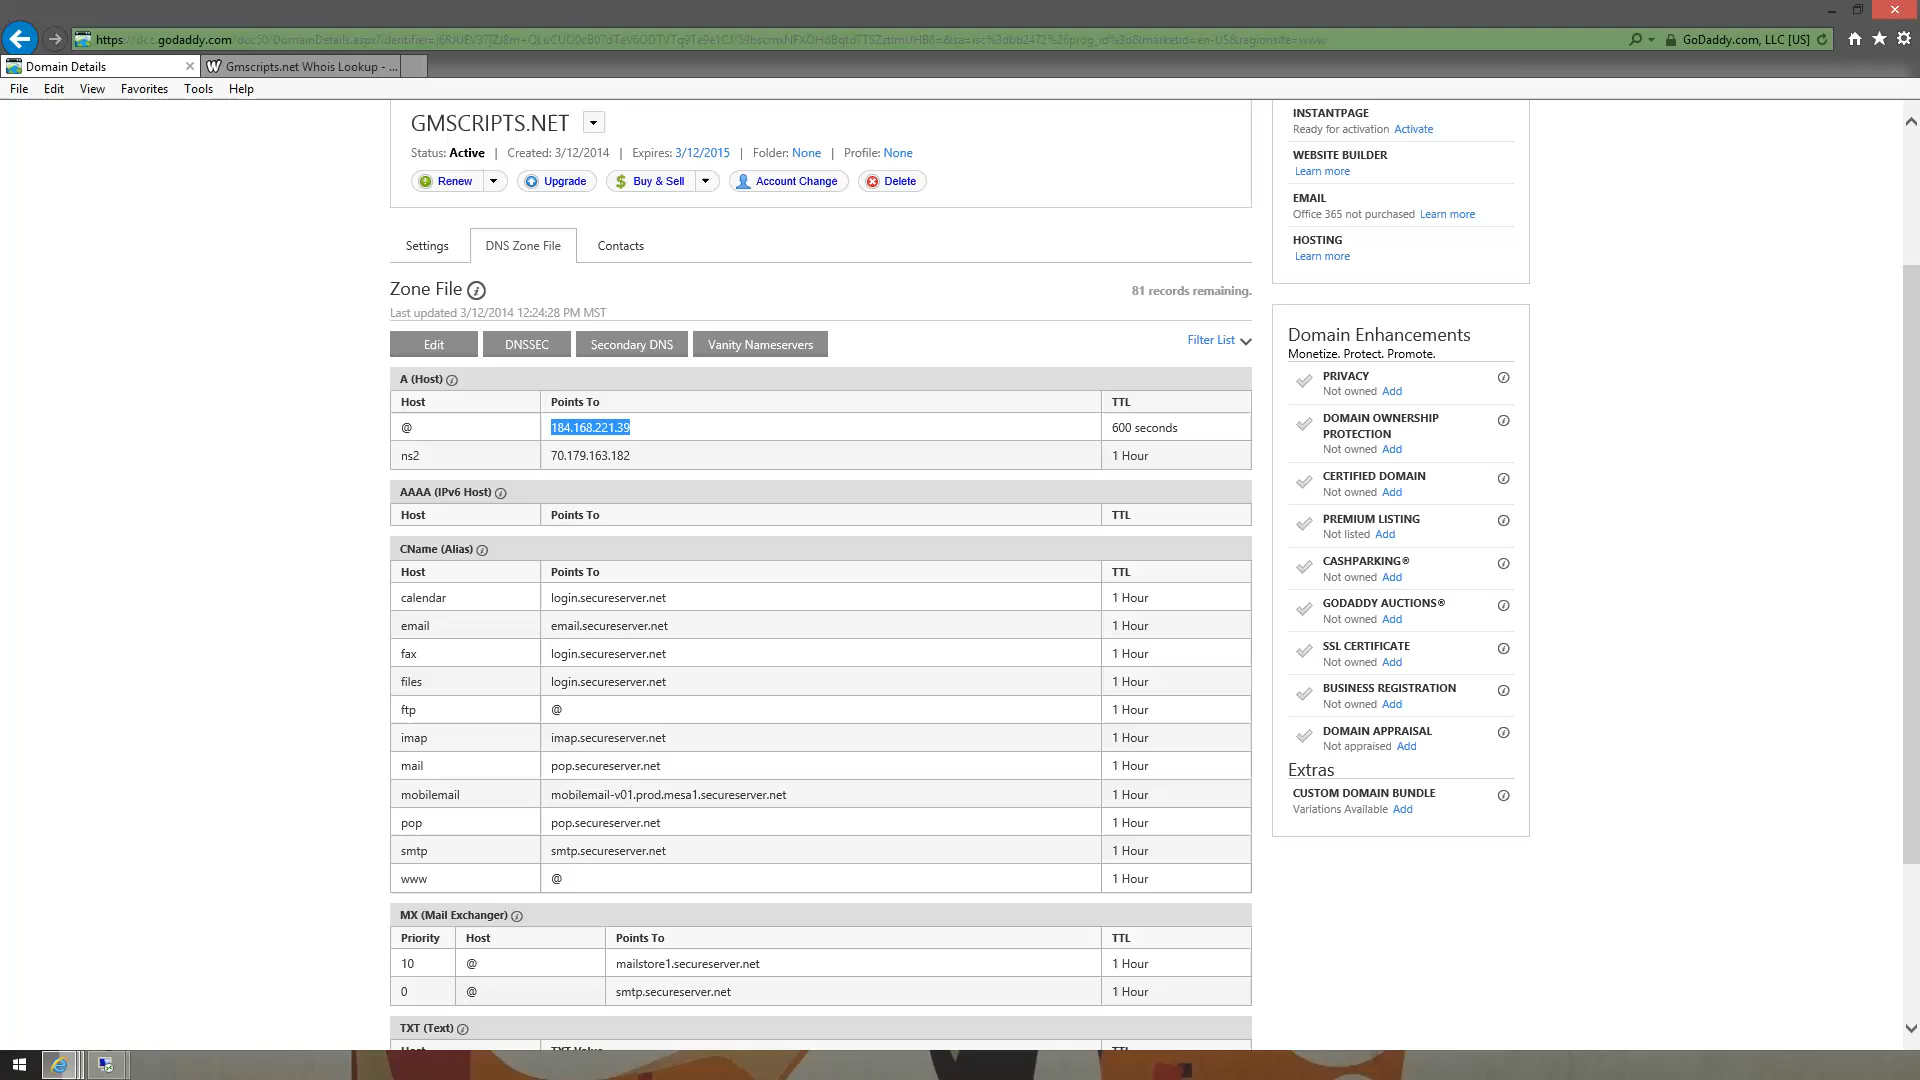 https://dcc.godaddy.com/dcc50/DomainDetails.aspx?
GoDaddy.com, LLC [US]
Domain Details
Gmscripts.net Whois Lookup - ...
File Edit View Favorites Tools Help
GMSCRIPTS.NET
Status: Active | Created: 3/12/2014 | Expires: 3/12/2015 | Folder: None | Profile: None
Renew Upgrade Buy & Sell Account Change Delete
Settings DNS Zone File Contacts
Zone File
81 records remaining.
Last updated 3/12/2014 12:24:28 PM MST
Edit DNSSEC Secondary DNS Vanity Nameservers Filter List
A (Host)
Host Points To TTL
@ 184.168.221.39 600 seconds
ns2 70.179.163.182 1 Hour
AAAA (IPv6 Host)
Host Points To TTL
CName (Alias)
Host Points To TTL
calendar login.secureserver.net 1 Hour
email email.secureserver.net 1 Hour
fax login.secureserver.net 1 Hour
files login.secureserver.net 1 Hour
ftp @ 1 Hour
imap imap.secureserver.net 1 Hour
mail pop.secureserver.net 1 Hour
mobilemail mobilemail-v01.prod.mesa1.secureserver.net 1 Hour
pop pop.secureserver.net 1 Hour
smtp smtp.secureserver.net 1 Hour
www @ 1 Hour
MX (Mail Exchanger)
Priority Host Points To TTL
10 @ mailstore1.secureserver.net 1 Hour
0 @ smtp.secureserver.net 1 Hour
TXT (Text)
Host TXT Value TTL
INSTANTPAGE
Ready for activation Activate
WEBSITE BUILDER
Learn more
EMAIL
Office 365 not purchased Learn more
HOSTING
Learn more
Domain Enhancements
Monetize. Protect. Promote.
PRIVACY
Not owned Add
DOMAIN OWNERSHIP
PROTECTION
Not owned Add
CERTIFIED DOMAIN
Not owned Add
PREMIUM LISTING
Not listed Add
CASHPARKING®
Not owned Add
GODADDY AUCTIONS®
Not owned Add
SSL CERTIFICATE
Not owned Add
BUSINESS REGISTRATION
Not owned Add
DOMAIN APPRAISAL
Not appraised Add
Extras
CUSTOM DOMAIN BUNDLE
Variations Available Add